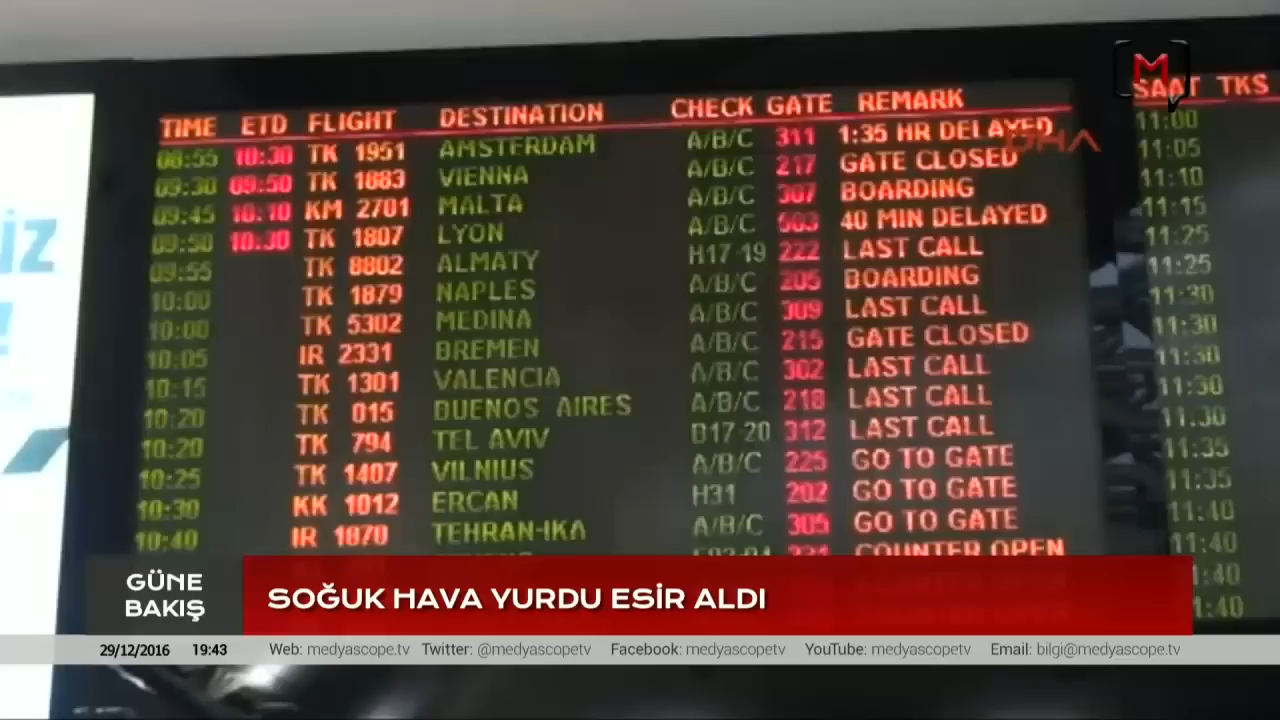 TIME ETD FLIGHT DESTINATION CHECK GATE REMARK
08:55 10:30 TK 1951 AMSTERDAM A/B/C 311 1:35 HR DELAYED
09:30 09:50 TK 1883 VIENNA A/B/C 217 GATE CLOSED
09:45 10:10 KM 2701 MALTA A/B/C 307 BOARDING
09:50 10:30 TK 1807 LYON A/B/C 503 40 MIN DELAYED
09:55 TK 8802 ALMATY H17-19 222 LAST CALL
10:00 TK 1879 NAPLES A/B/C 205 BOARDING
10:00 TK 5302 MEDINA A/B/C 309 LAST CALL
10:05 IR 2331 BREMEN A/B/C 215 GATE CLOSED
10:15 TK 1301 VALENCIA A/B/C 302 LAST CALL
10:20 TK 015 BUENOS AIRES A/B/C 218 LAST CALL
10:20 TK 794 TEL AVIV D17-20 312 LAST CALL
10:25 TK 1407 VILNIUS A/B/C 225 GO TO GATE
10:30 KK 1012 ERCAN H31 202 GO TO GATE
10:40 IR 1870 TEHRAN-IKA A/B/C 305 GO TO GATE
COUNTER OPEN
SAAT TKS
11:00
11:05
11:10
11:15
11:25
11:25
11:30
11:30
11:30
11:30
11:30
11:35
11:35
11:40
11:40
11:40
11:40
M
DHA
İZ
!
GÜNE
BAKIŞ
SOĞUK HAVA YURDU ESİR ALDI
29/12/2016 19:43 Web: medyascope.tv Twitter: @medyascopetv Facebook: medyascopetv YouTube: medyascopetv Email: bilgi@medyascope.tv